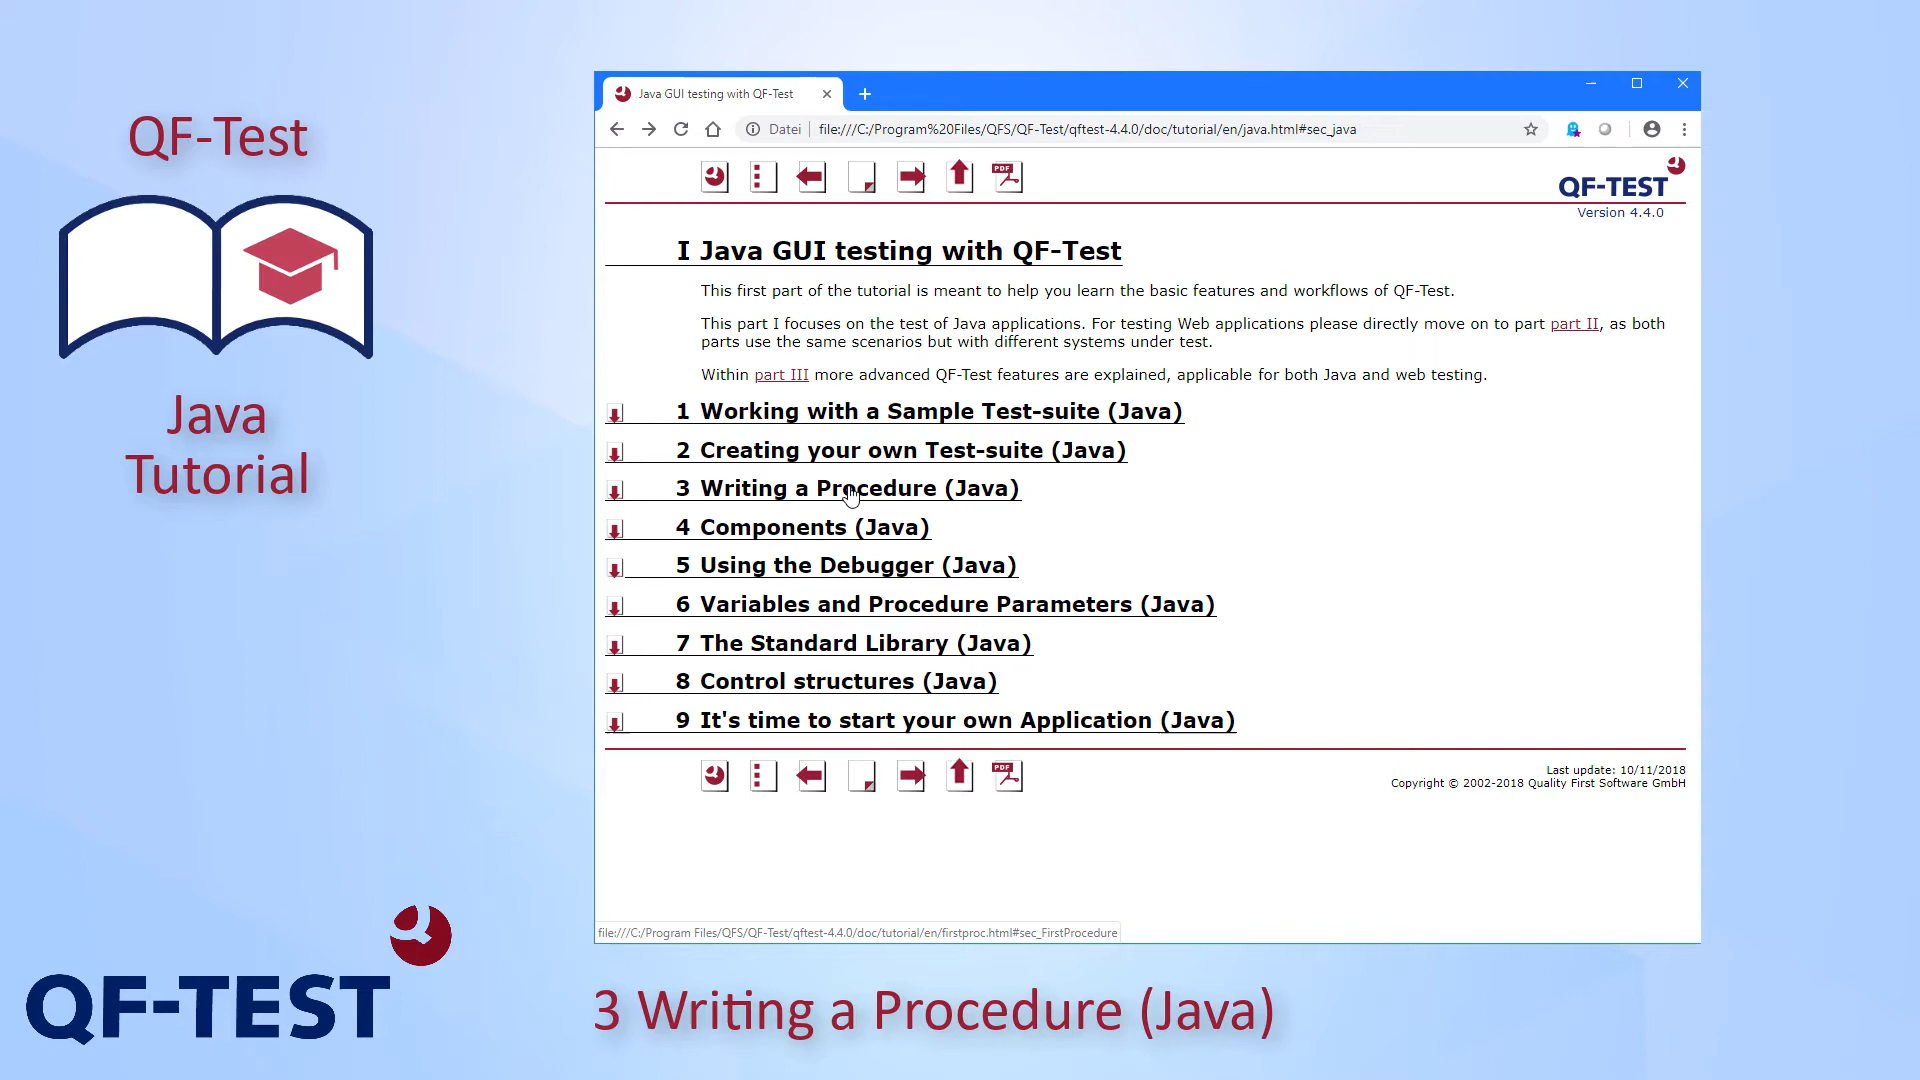 QF-Test
Java
Tutorial
QF-TEST
Java GUI testing with QF-Test
Datei
file:///C:/Program%20Files/QFS/QF-Test/qftest-4.4.0/doc/tutorial/en/java.html#sec_java
PDF
QF-TEST
Version 4.4.0
I Java GUI testing with QF-Test
This first part of the tutorial is meant to help you learn the basic features and workflows of QF-Test.
This part I focuses on the test of Java applications. For testing Web applications please directly move on to part part II, as both
parts use the same scenarios but with different systems under test.
Within part III more advanced QF-Test features are explained, applicable for both Java and web testing.
1 Working with a Sample Test-suite (Java)
2 Creating your own Test-suite (Java)
3 Writing a Procedure (Java)
4 Components (Java)
5 Using the Debugger (Java)
6 Variables and Procedure Parameters (Java)
7 The Standard Library (Java)
8 Control structures (Java)
9 It's time to start your own Application (Java)
PDF
Last update: 10/11/2018
Copyright © 2002-2018 Quality First Software GmbH
file:///C:/Program Files/QFS/QF-Test/qftest-4.4.0/doc/tutorial/en/firstproc.html#sec_FirstProcedure
3 Writing a Procedure (Java)